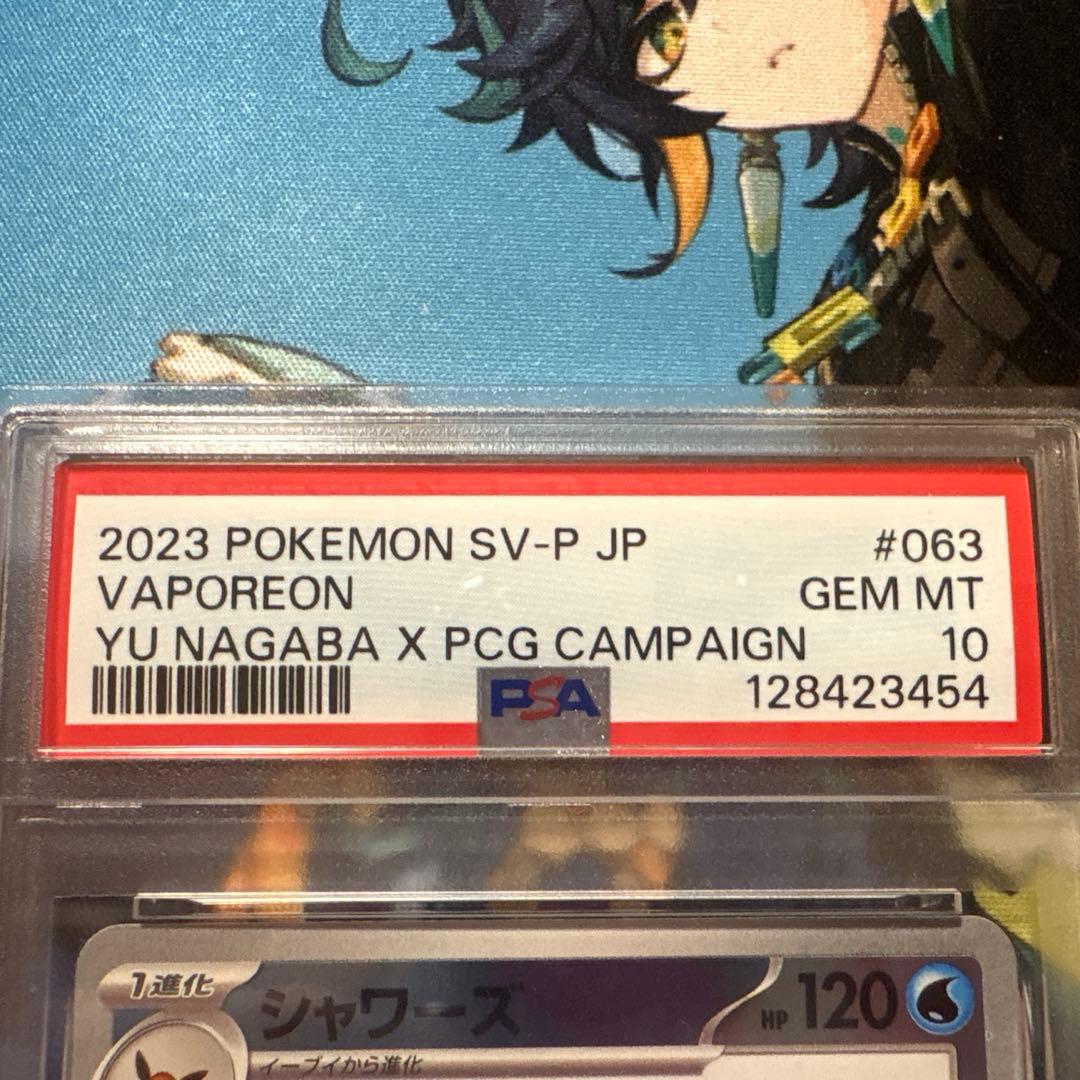 2023 POKEMON SV-P JP #063
VAPOREON GEM MT
YU NAGABA X PCG CAMPAIGN 10
PSA 128423454
1進化 シャワーズ HP 120
イーブイから進化